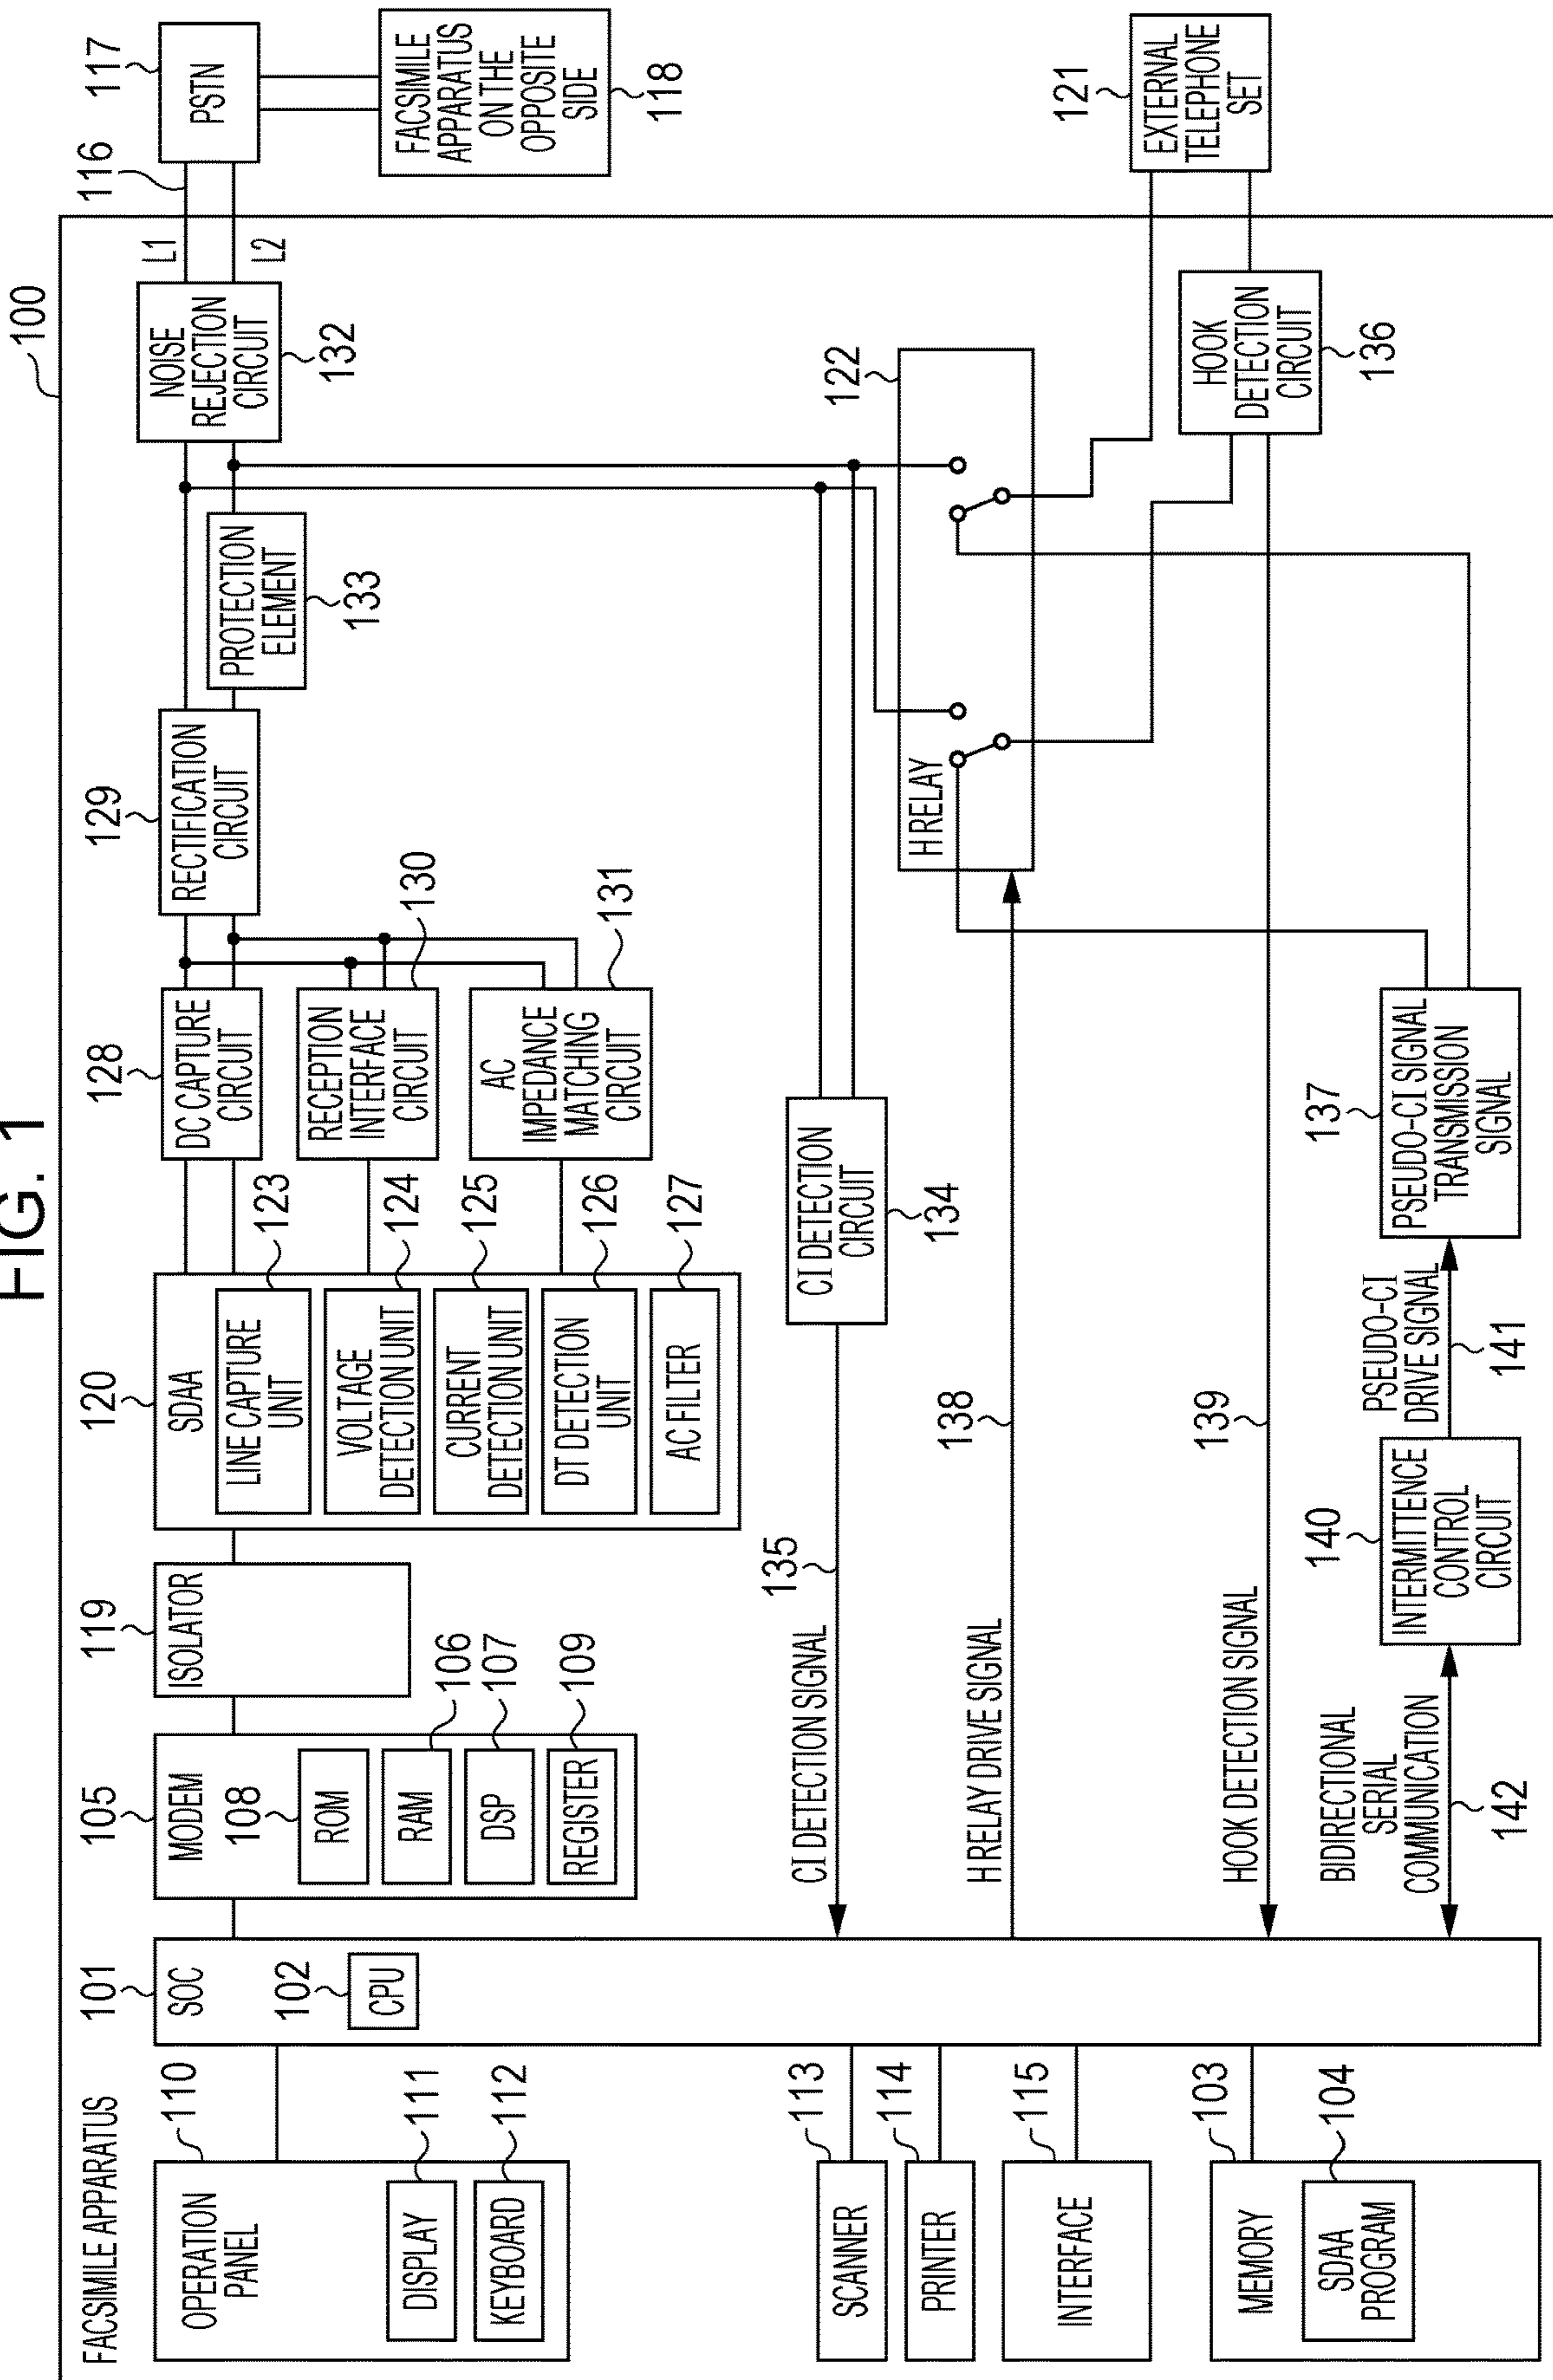 FIG. 1
100
FACSIMILE APPARATUS
110
OPERATION
PANEL
111
DISPLAY
112
KEYBOARD
113
SCANNER
114
PRINTER
115
INTERFACE
103
MEMORY
104
SDAA
PROGRAM
101
SOC
102
CPU
105
MODEM
108
ROM
106
RAM
107
DSP
109
REGISTER
119
ISOLATOR
120
SDAA
123
LINE CAPTURE
UNIT
124
VOLTAGE
DETECTION UNIT
125
CURRENT
DETECTION UNIT
126
DT DETECTION
UNIT
127
AC FILTER
128
DC CAPTURE
CIRCUIT
130
RECEPTION
INTERFACE
CIRCUIT
131
AC
IMPEDANCE
MATCHING
CIRCUIT
129
RECTIFICATION
CIRCUIT
PROTECTION
ELEMENT
133
NOISE
REJECTION
CIRCUIT
132
L1
L2
116
117
PSTN
FACSIMILE
APPARATUS
ON THE
OPPOSITE
SIDE
118
CI DETECTION SIGNAL
135
CI DETECTION
CIRCUIT
134
H RELAY DRIVE SIGNAL
138
H RELAY
122
121
EXTERNAL
TELEPHONE
SET
HOOK DETECTION SIGNAL
139
HOOK
DETECTION
CIRCUIT
136
BIDIRECTIONAL
SERIAL
COMMUNICATION
142
140
INTERMITTENCE
CONTROL
CIRCUIT
PSEUDO-CI
DRIVE SIGNAL
141
137
PSEUDO-CI SIGNAL
TRANSMISSION
SIGNAL